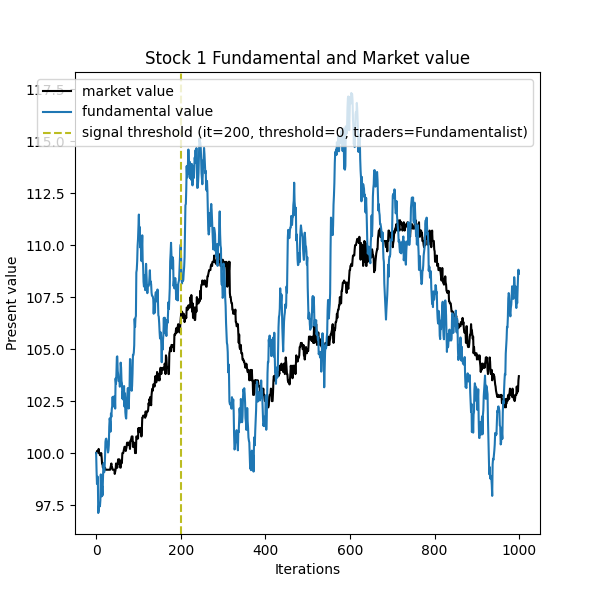 Stock 1 Fundamental and Market value
market value
fundamental value
signal threshold (it=200, threshold=0, traders=Fundamentalist)
117.5
115.0
112.5
110.0
107.5
105.0
102.5
100.0
97.5
Present value
0 200 400 600 800 1000
Iterations